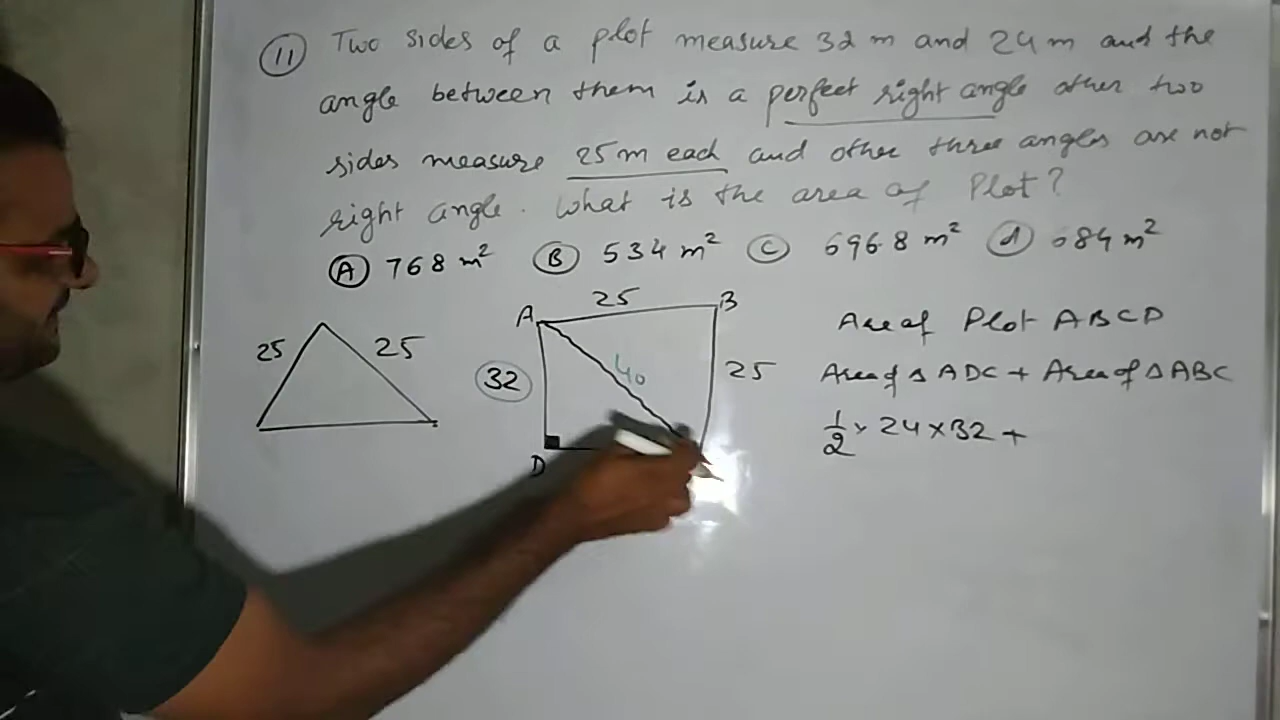 11 Two sides of a plot measure 32 m and 24 m and the
angle between them is a perfect right angle other two
sides measure 25 m each and other three angles are not
right angle. What is the area of Plot?
A 768 m² B 534 m² C 696.8 m² d 684 m²
25 25
A 25 B
32 40 25
D
Area of Plot ABCD
Area of Δ ADC + Area of Δ ABC
1/2 × 24 × 32 +